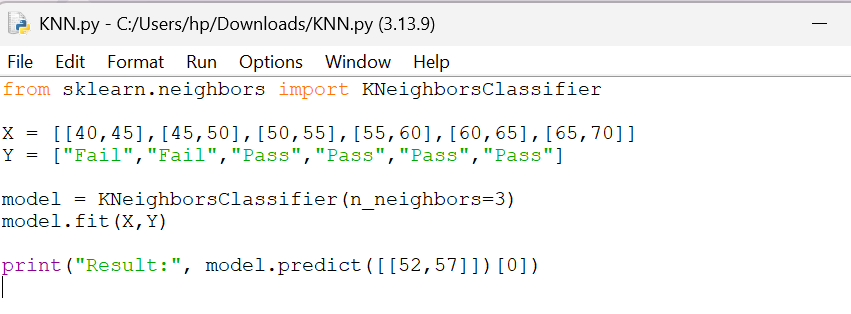 KNN.py - C:/Users/hp/Downloads/KNN.py (3.13.9)
File Edit Format Run Options Window Help
from sklearn.neighbors import KNeighborsClassifier
X = [[40,45],[45,50],[50,55],[55,60],[60,65],[65,70]]
Y = ["Fail","Fail","Pass","Pass","Pass","Pass"]
model = KNeighborsClassifier(n_neighbors=3)
model.fit(X,Y)
print("Result:", model.predict([[52,57]])[0])